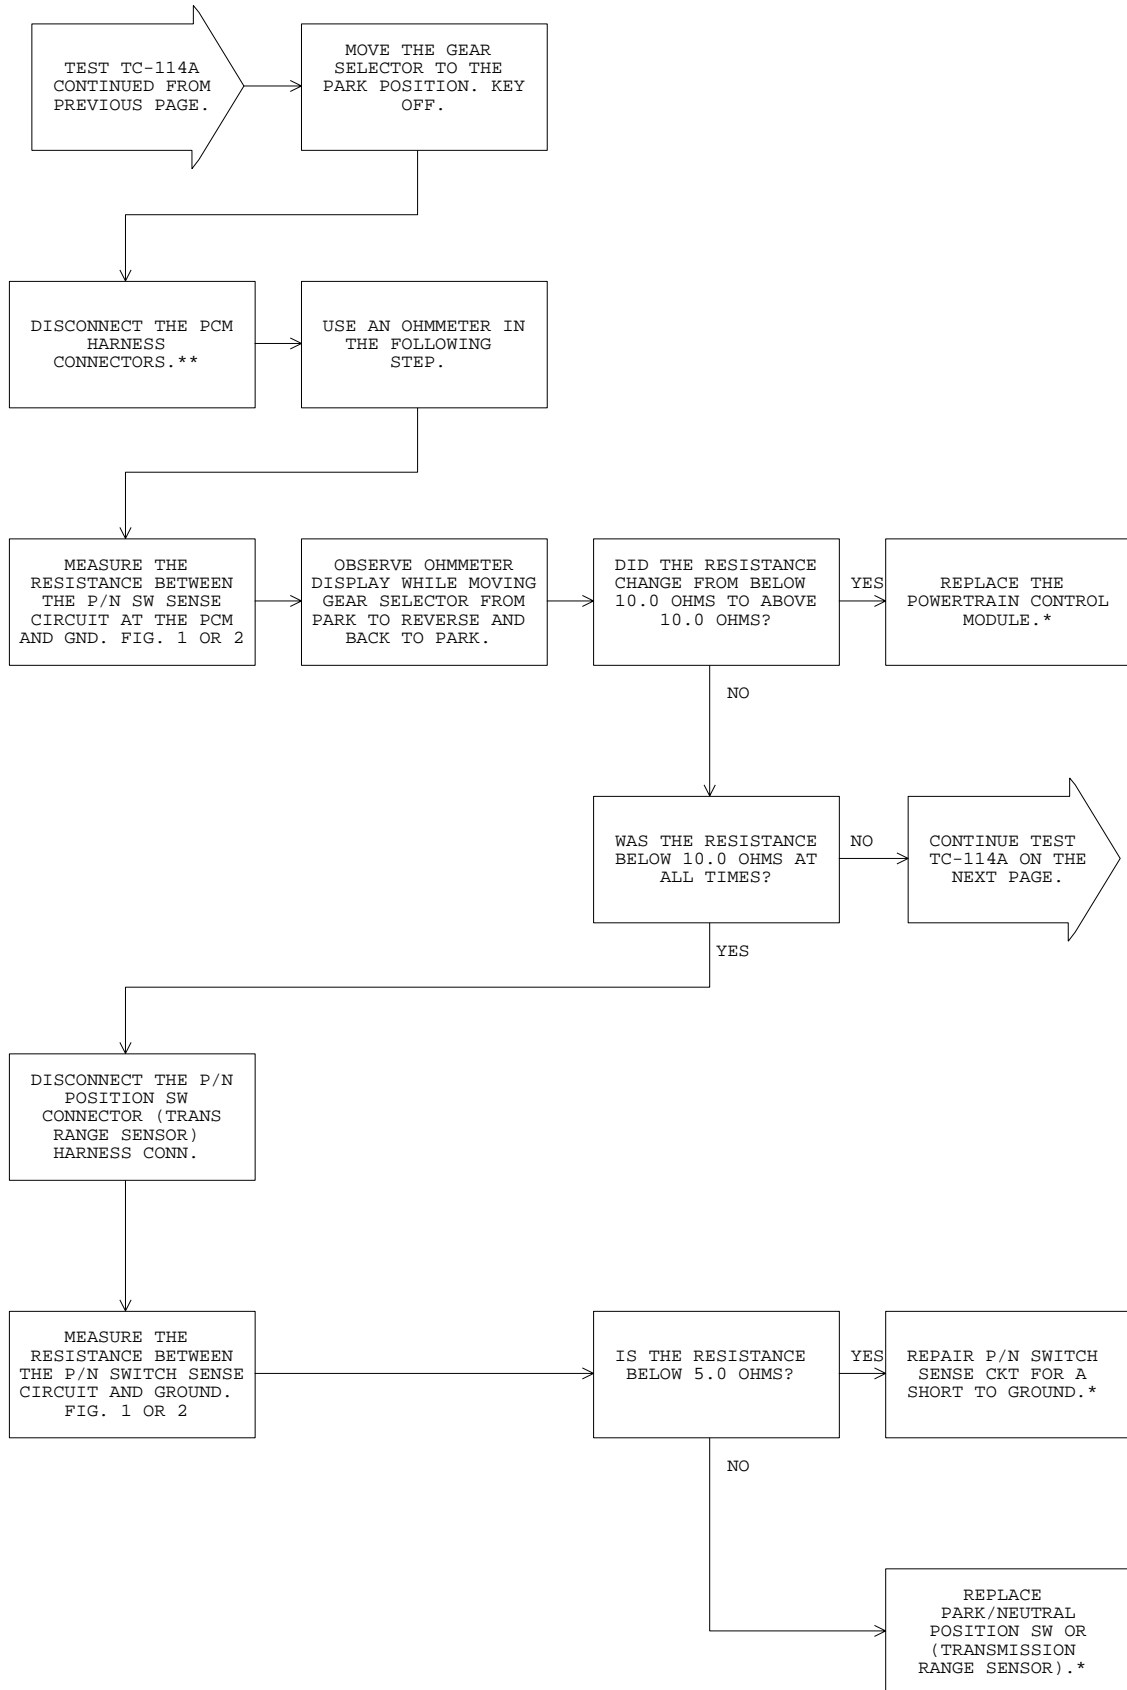 TEST TC-114A
CONTINUED FROM
PREVIOUS PAGE.
MOVE THE GEAR
SELECTOR TO THE
PARK POSITION. KEY
OFF.
DISCONNECT THE PCM
HARNESS
CONNECTORS.**
USE AN OHMMETER IN
THE FOLLOWING
STEP.
MEASURE THE
RESISTANCE BETWEEN
THE P/N SW SENSE
CIRCUIT AT THE PCM
AND GND. FIG. 1 OR 2
OBSERVE OHMMETER
DISPLAY WHILE MOVING
GEAR SELECTOR FROM
PARK TO REVERSE AND
BACK TO PARK.
DID THE RESISTANCE
CHANGE FROM BELOW
10.0 OHMS TO ABOVE
10.0 OHMS?
YES
REPLACE THE
POWERTRAIN CONTROL
MODULE.*
NO
WAS THE RESISTANCE
BELOW 10.0 OHMS AT
ALL TIMES?
NO
CONTINUE TEST
TC-114A ON THE
NEXT PAGE.
YES
DISCONNECT THE P/N
POSITION SW
CONNECTOR (TRANS
RANGE SENSOR)
HARNESS CONN.
MEASURE THE
RESISTANCE BETWEEN
THE P/N SWITCH SENSE
CIRCUIT AND GROUND.
FIG. 1 OR 2
IS THE RESISTANCE
BELOW 5.0 OHMS?
YES
REPAIR P/N SWITCH
SENSE CKT FOR A
SHORT TO GROUND.*
NO
REPLACE
PARK/NEUTRAL
POSITION SW OR
(TRANSMISSION
RANGE SENSOR).*